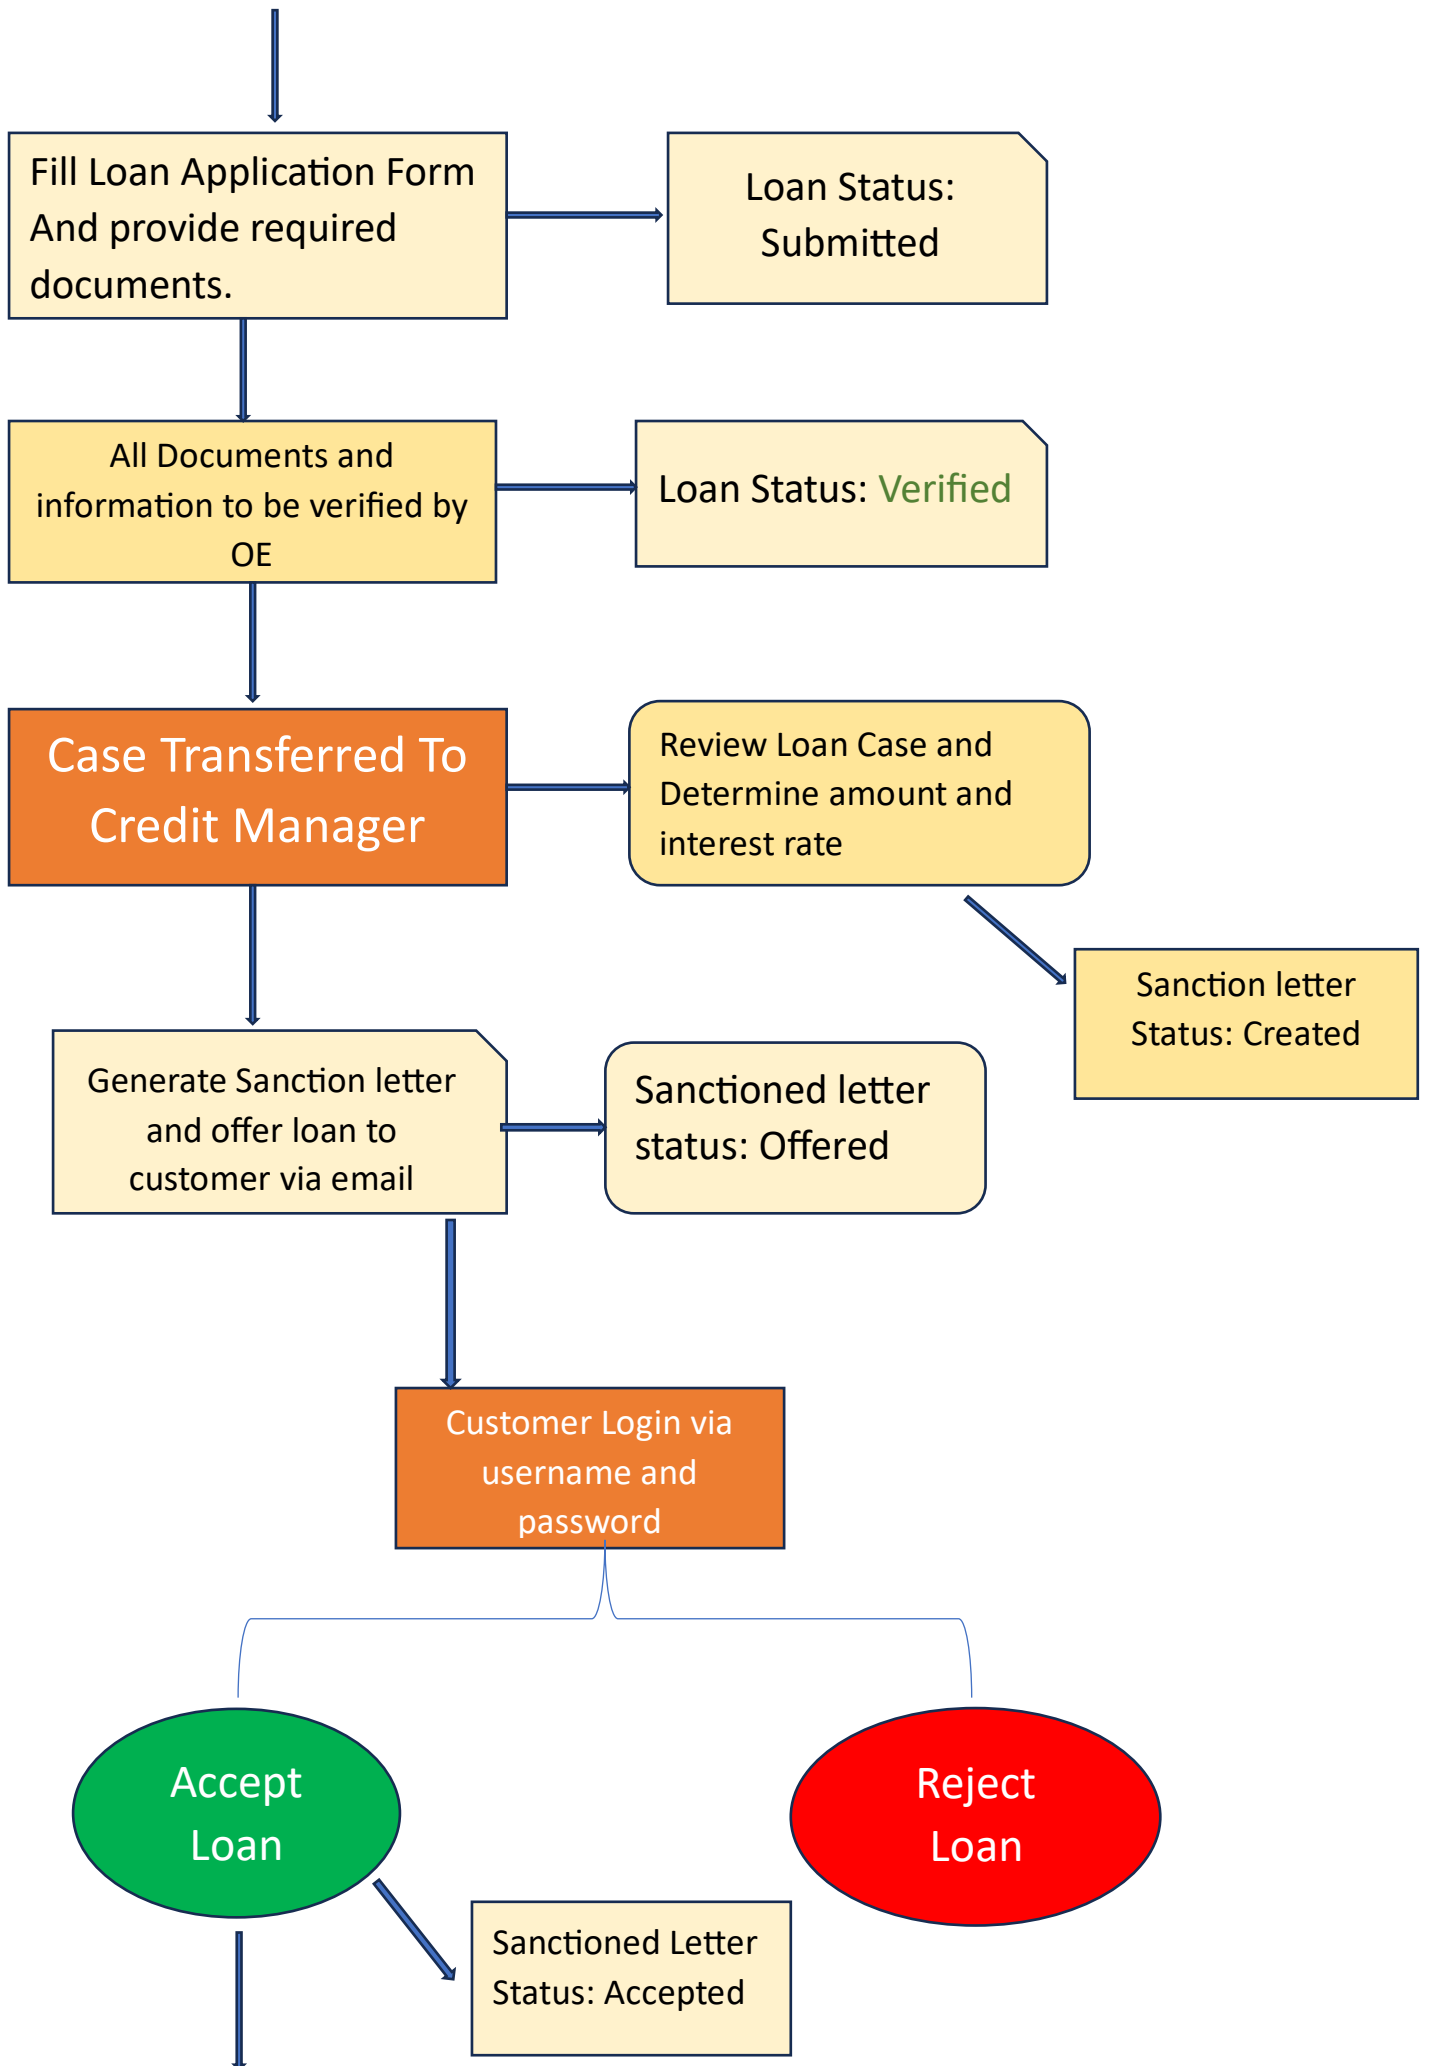 Fill Loan Application Form
And provide required
documents.
Loan Status:
Submitted
All Documents and
information to be verified by
OE
Loan Status: Verified
Case Transferred To
Credit Manager
Review Loan Case and
Determine amount and
interest rate
Sanction letter
Status: Created
Generate Sanction letter
and offer loan to
customer via email
Sanctioned letter
status: Offered
Customer Login via
username and
password
Accept
Loan
Reject
Loan
Sanctioned Letter
Status: Accepted